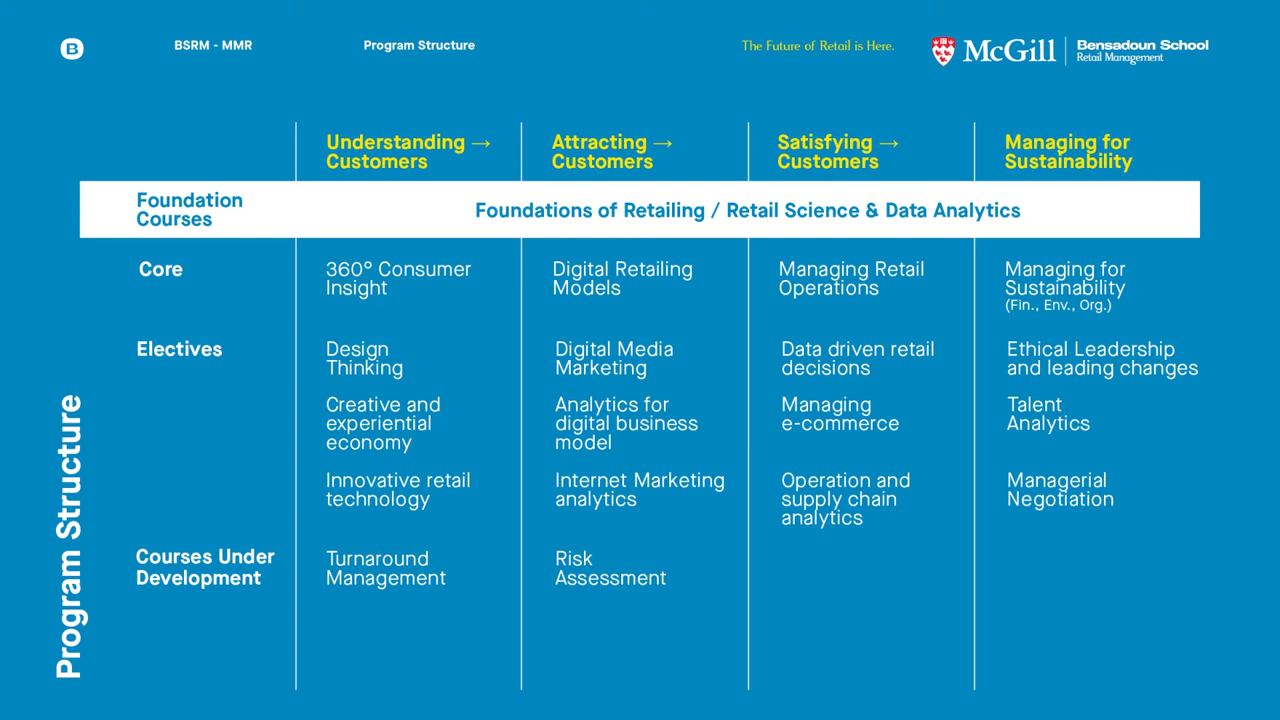 B
BSRM - MMR
Program Structure
The Future of Retail is Here.
McGill
Bensadoun School
Retail Management
Understanding →
Customers
Attracting →
Customers
Satisfying →
Customers
Managing for
Sustainability
Foundation
Courses
Foundations of Retailing / Retail Science & Data Analytics
Core
360° Consumer
Insight
Digital Retailing
Models
Managing Retail
Operations
Managing for
Sustainability
(Fin., Env., Org.)
Electives
Design
Thinking
Digital Media
Marketing
Data driven retail
decisions
Ethical Leadership
and leading changes
Creative and
experiential
economy
Analytics for
digital business
model
Managing
e-commerce
Talent
Analytics
Innovative retail
technology
Internet Marketing
analytics
Operation and
supply chain
analytics
Managerial
Negotiation
Courses Under
Development
Turnaround
Management
Risk
Assessment
Program Structure